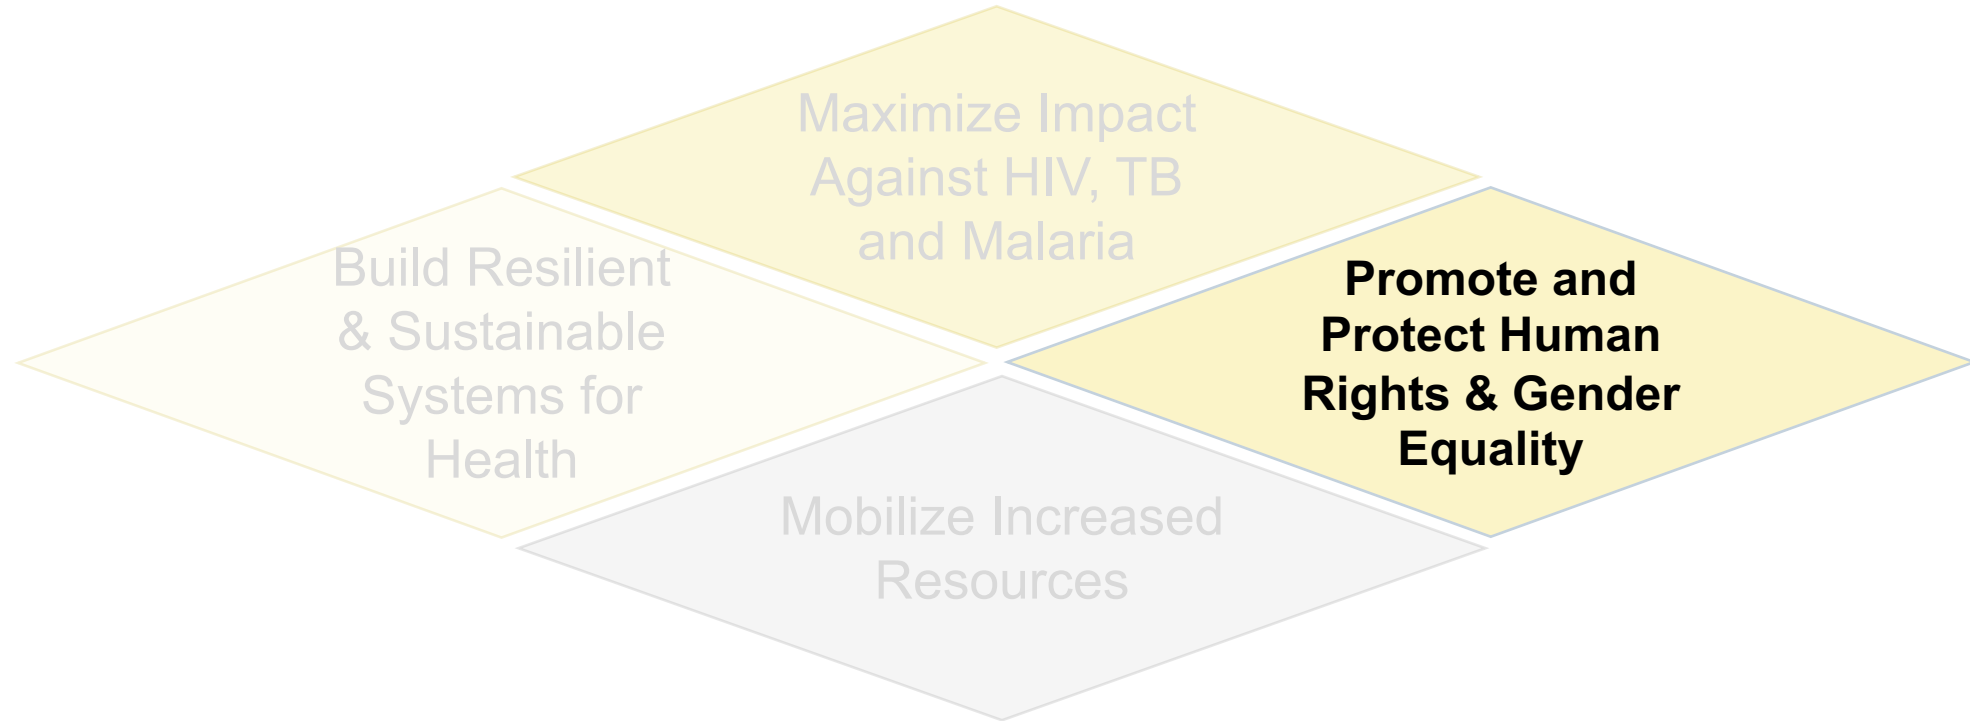 Maximize Impact
Against HIV, TB
and Malaria
Build Resilient
& Sustainable
Systems for
Health
Promote and
Protect Human
Rights & Gender
Equality
Mobilize Increased
Resources